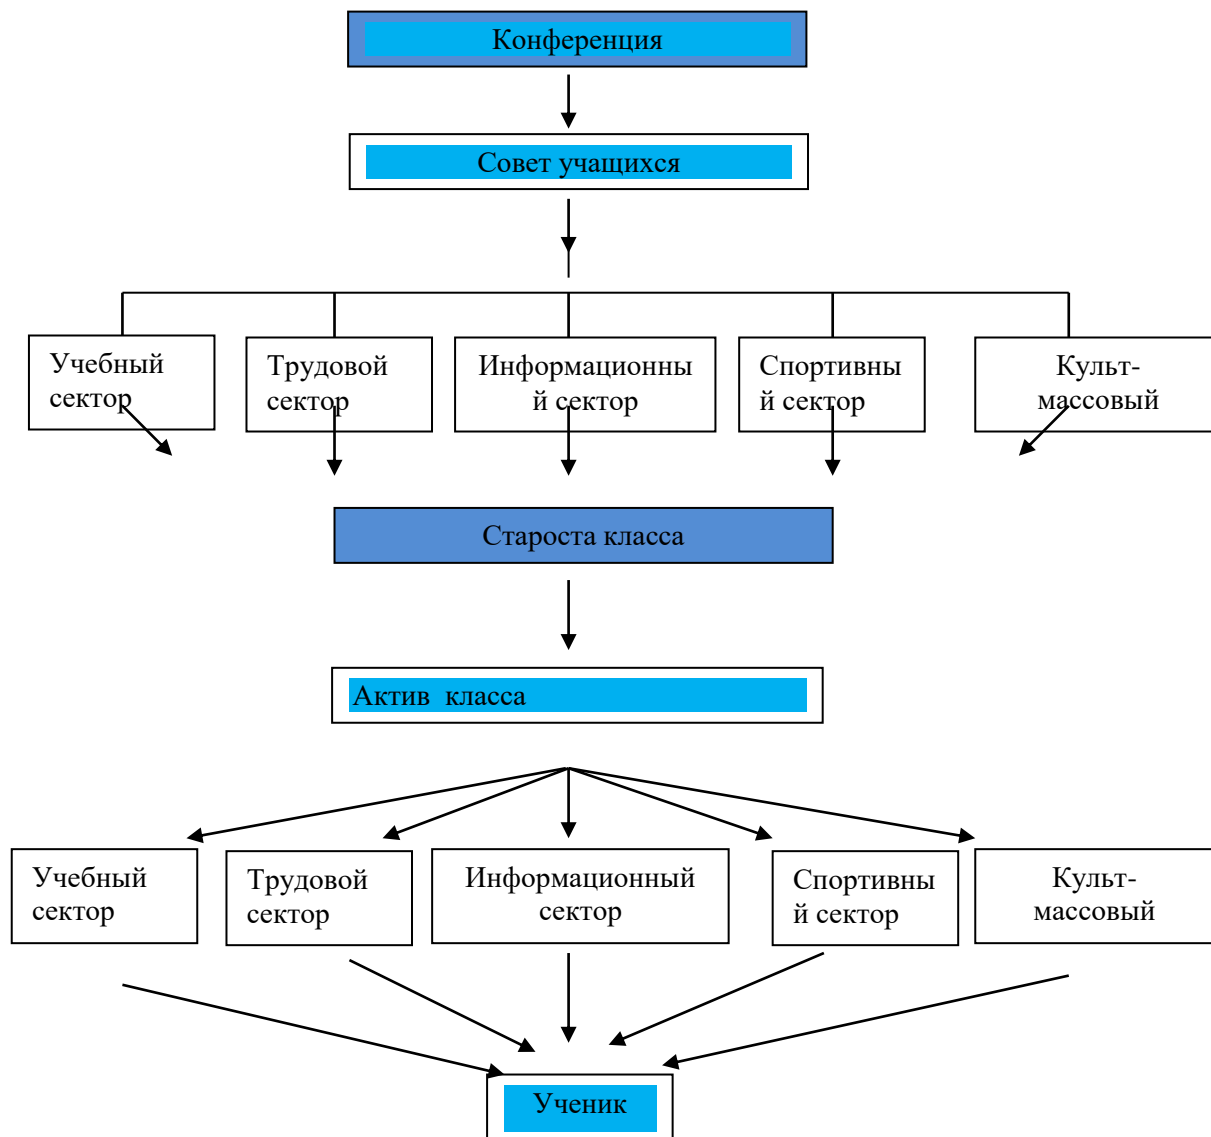 Конференция
Совет учащихся
Учебный
сектор
Трудовой
сектор
Информационны
й сектор
Спортивны
й сектор
Культ-
массовый
Староста класса
Актив  класса
Учебный
сектор
Трудовой
сектор
Информационный
сектор
Спортивны
й сектор
Культ-
массовый
Ученик